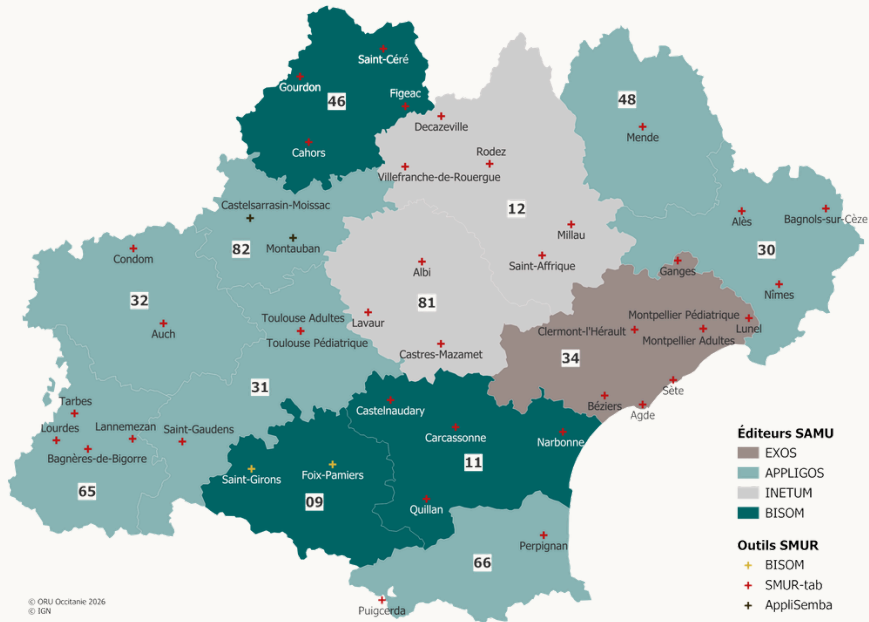 Saint-Céré
Gourdon
46
Figeac
Cahors
Decazeville
Rodez
Villefranche-de-Rouergue
12
Millau
Saint-Affrique
48
Mende
Alès
Bagnols-sur-Cèze
30
Nîmes
Castelsarrasin-Moissac
82
Montauban
Condom
32
Auch
Albi
81
Lavaur
Castres-Mazamet
Toulouse Adultes
Toulouse Pédiatrique
31
Saint-Gaudens
Ganges
Montpellier Pédiatrique
Clermont-l'Hérault
Montpellier Adultes
Lunel
34
Sète
Béziers
Agde
Tarbes
Lourdes
Lannemezan
Bagnères-de-Bigorre
65
Castelnaudary
Carcassonne
Narbonne
11
Quillan
Saint-Girons
Foix-Pamiers
09
Perpignan
66
Puigcerda
Éditeurs SAMU
EXOS
APPLIGOS
INETUM
BISOM
Outils SMUR
BISOM
SMUR-tab
AppliSemba
© ORU Occitanie 2026
© IGN